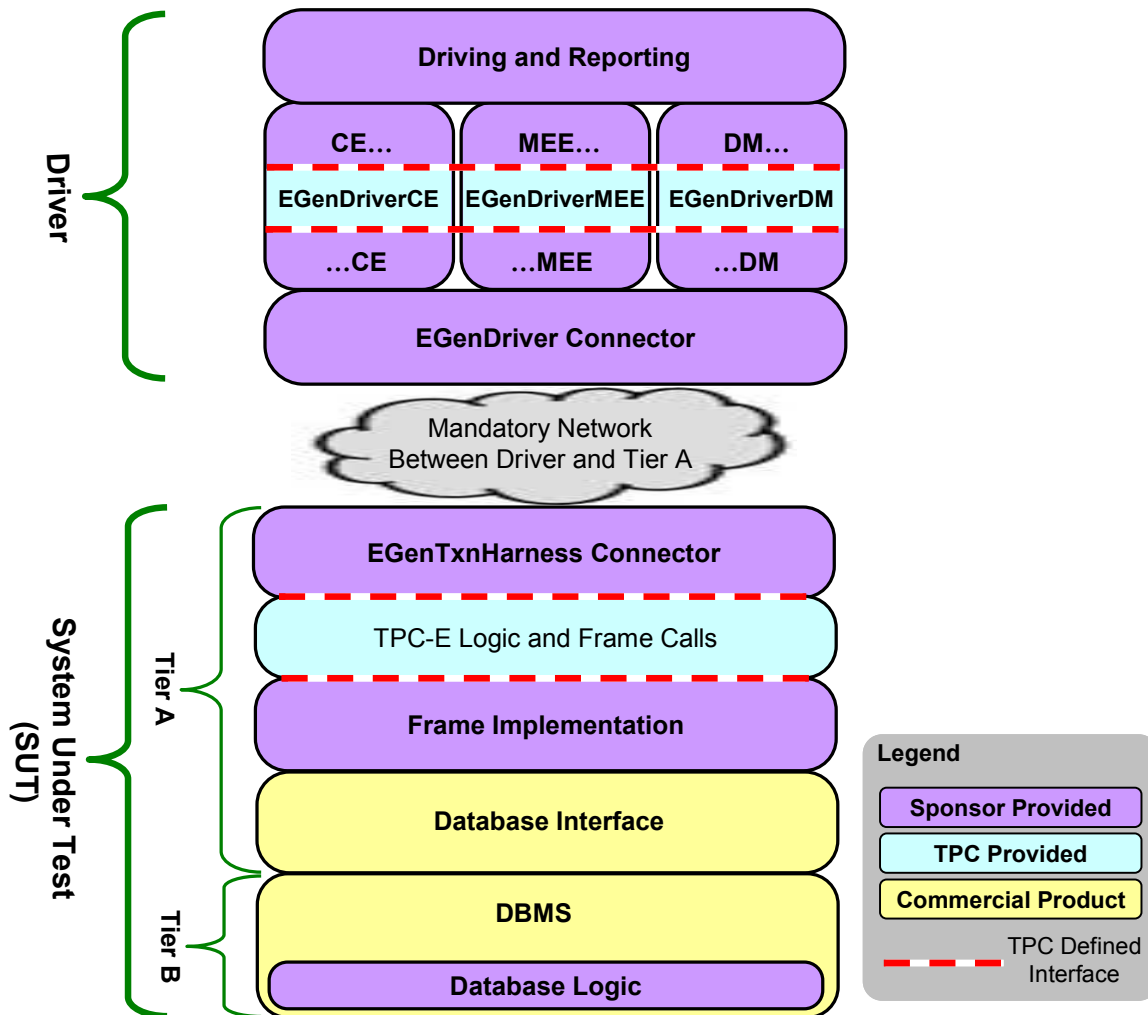 Driving and Reporting
CE…
MEE…
DM…
EGenDriverCE
EGenDriverMEE
EGenDriverDM
…CE
…MEE
…DM
EGenDriver Connector
Driver
Mandatory Network
Between Driver and Tier A
EGenTxnHarness Connector
TPC-E Logic and Frame Calls
Frame Implementation
Database Interface
DBMS
Database Logic
System Under Test
(SUT)
Tier A
Tier B
Legend
Sponsor Provided
TPC Provided
Commercial Product
TPC Defined
Interface